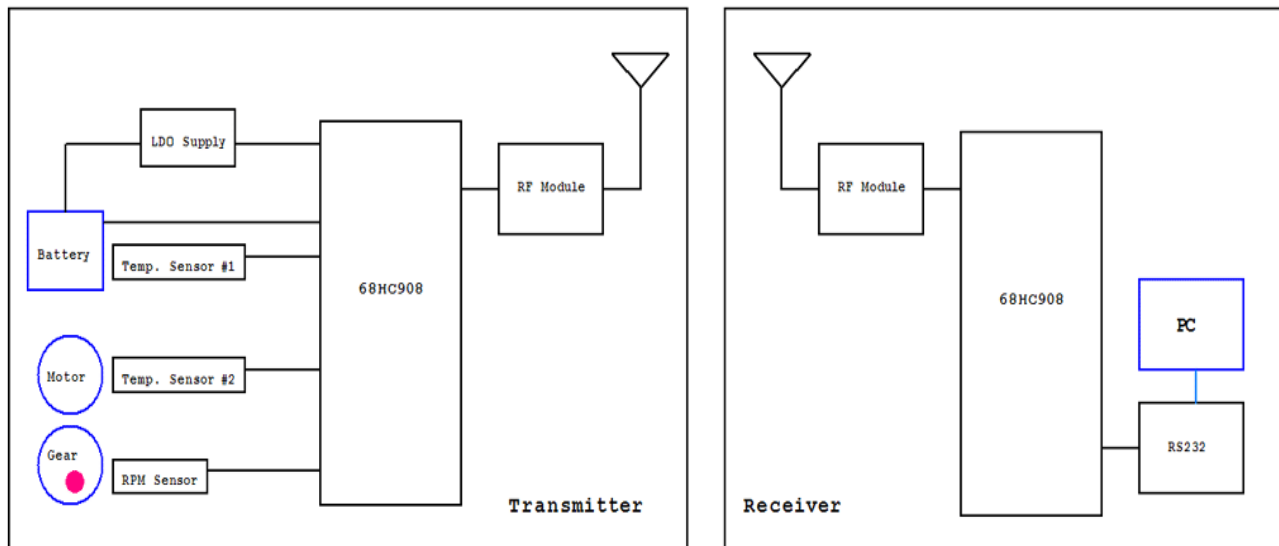 LDO Supply
RF Module
Battery
Temp. Sensor #1
68HC908
Motor
Temp. Sensor #2
Gear
RPM Sensor
Transmitter
RF Module
68HC908
PC
RS232
Receiver